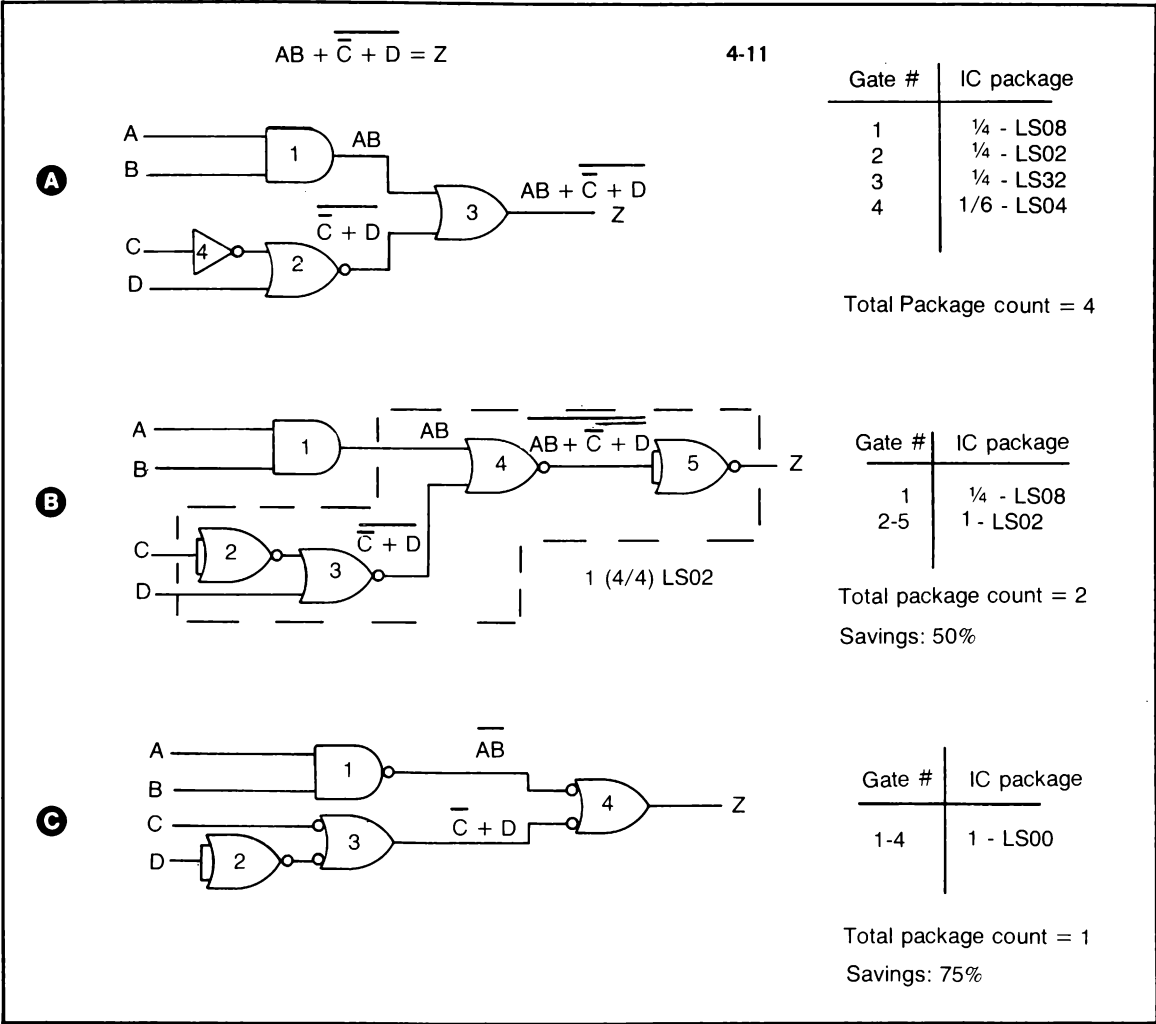 AB + C̅ + D̅ = Z
4-11
Gate # IC package
1 ¼ - LS08
2 ¼ - LS02
3 ¼ - LS32
4 1/6 - LS04
Total Package count = 4
A
A
B
1
AB
C
4
D
C̅ + D
2
3
AB + C̅ + D
Z
B
A
B
1
AB
4
AB + C̅ + D
5
Z
C
2
D
3
C̅ + D
1 (4/4) LS02
Gate # IC package
1 ¼ - LS08
2-5 1 - LS02
Total package count = 2
Savings: 50%
C
A
B
1
A̅B̅
C
D
2
3
C̅ + D
4
Z
Gate # IC package
1-4 1 - LS00
Total package count = 1
Savings: 75%